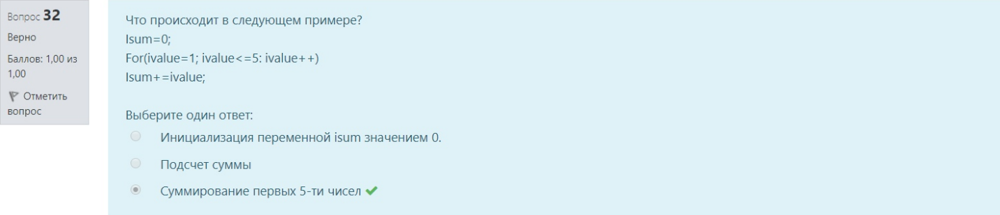 Вопрос 32
Верно
Баллов: 1,00 из
1,00
Отметить
вопрос
Что происходит в следующем примере?
Isum=0;
For(ivalue=1; ivalue<=5: ivalue++)
Isum+=ivalue;
Выберите один ответ:
Инициализация переменной isum значением 0.
Подсчет суммы
Суммирование первых 5-ти чисел